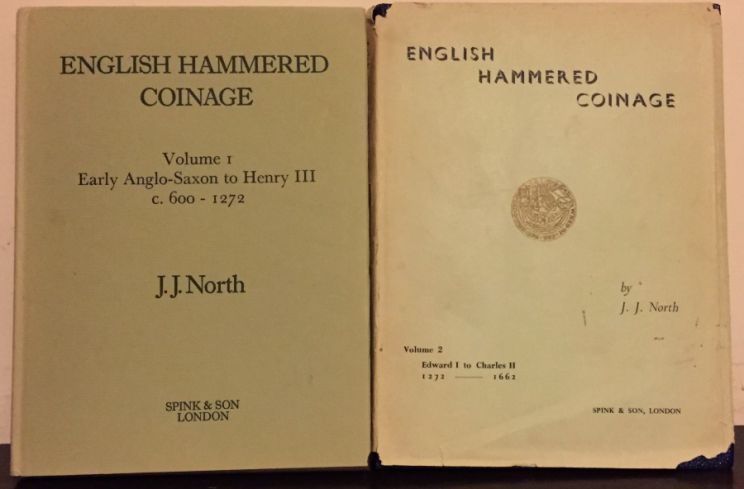 ENGLISH HAMMERED
COINAGE
Volume I
Early Anglo-Saxon to Henry III
c. 600 - 1272
J.J. North
SPINK & SON
LONDON
ENGLISH
HAMMERED
COINAGE
by
J. J. North
Volume 2
Edward I to Charles II
1272 —— 1662
SPINK & SON, LONDON